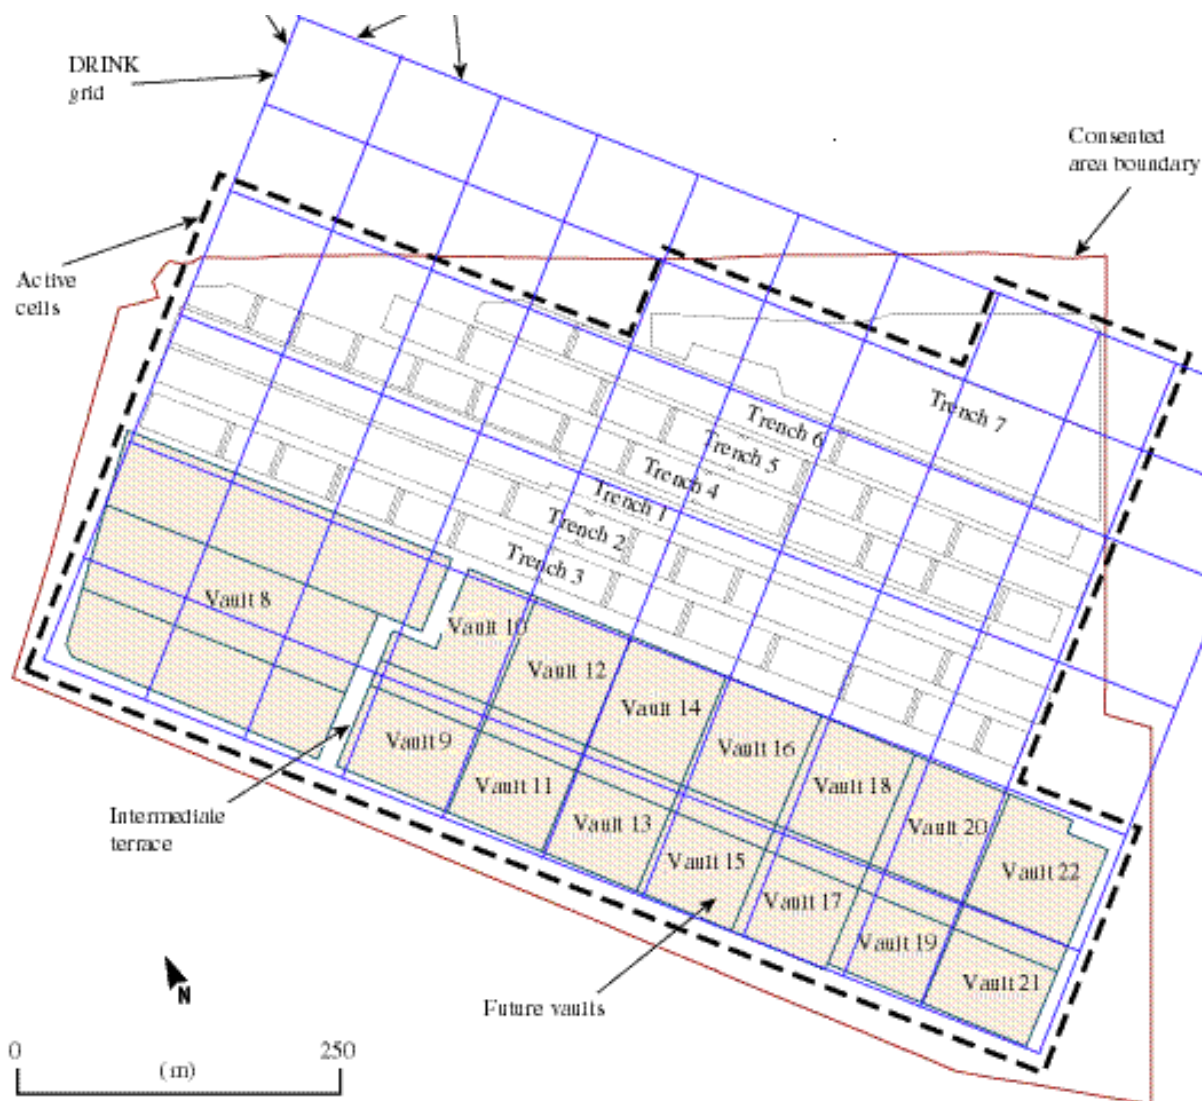 DRINK
grid
Consented
area boundary
Active
cells
Trench 7
Trench 6
Trench 5
Trench 4
Trench 1
Trench 2
Trench 3
Vault 8
Vault 10
Vault 12
Vault 14
Vault 16
Vault 18
Vault 20
Vault 22
Vault 9
Vault 11
Vault 13
Vault 15
Vault 17
Vault 19
Vault 21
Intermediate
terrace
Future vaults
N
0
250
(m)